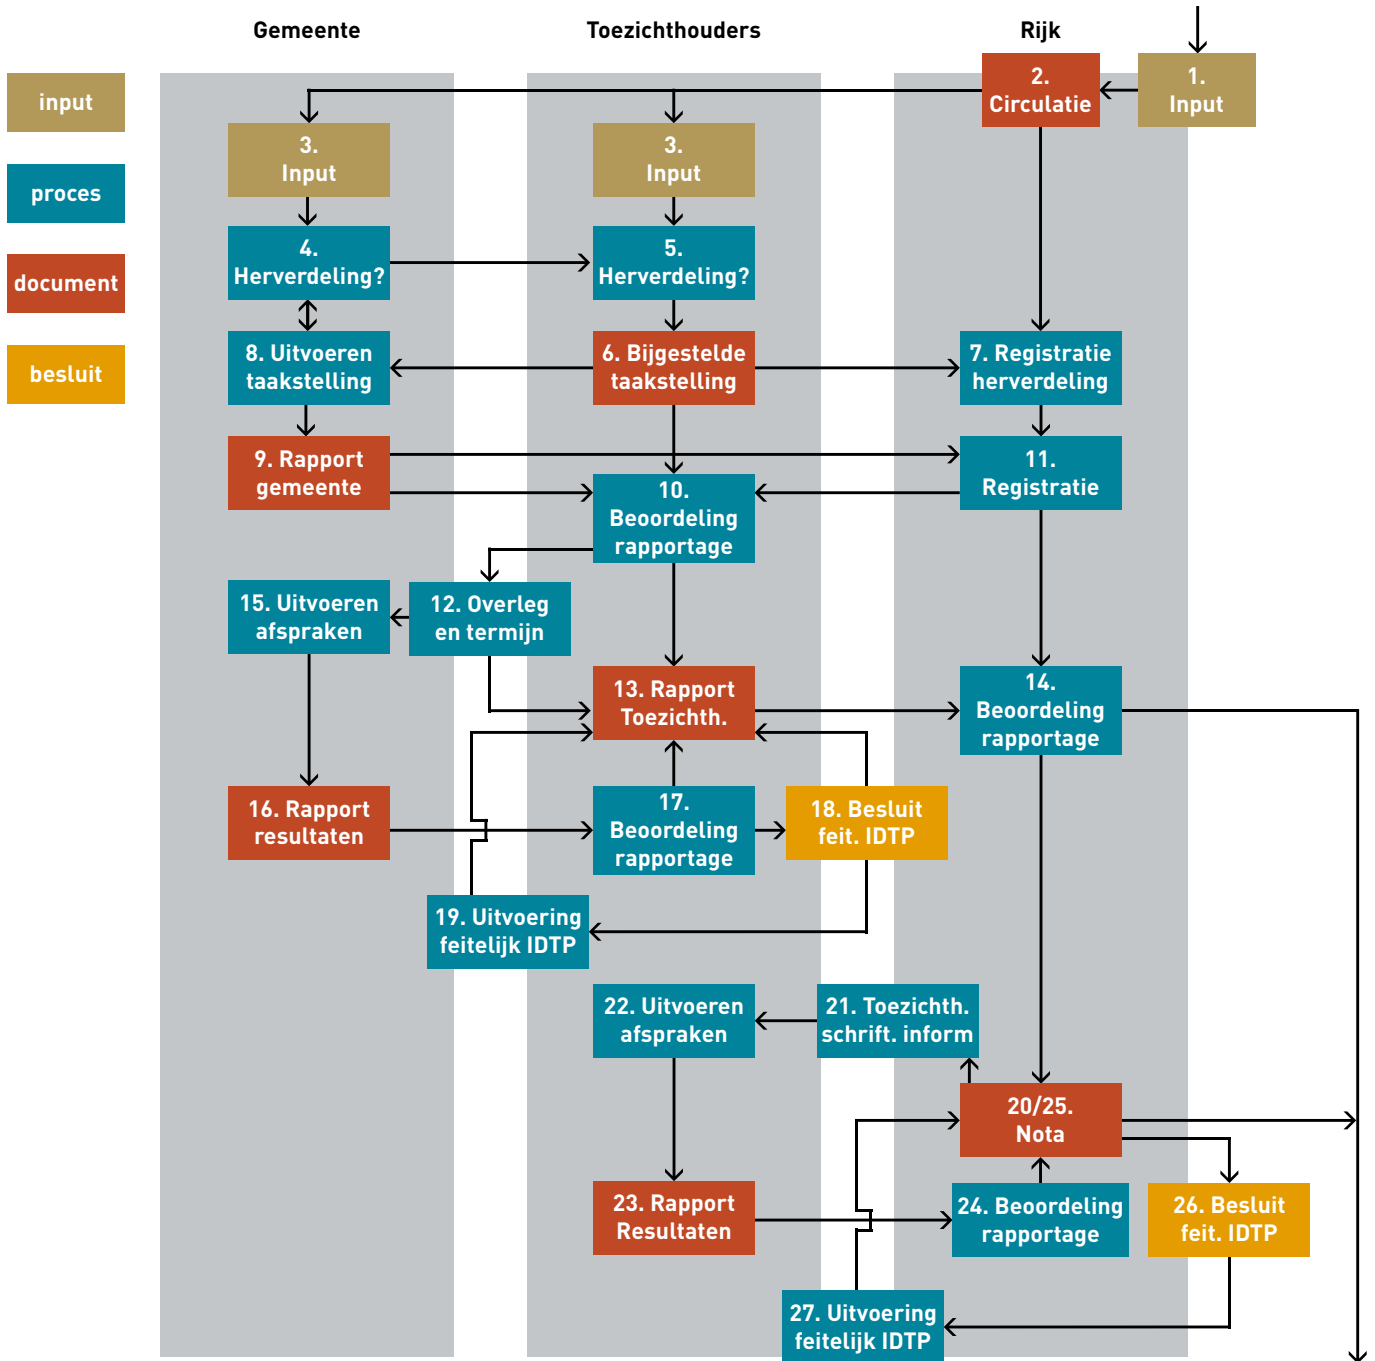 Gemeente
Toezichthouders
Rijk
input
proces
document
besluit
1.
Input
2.
Circulatie
3.
Input
3.
Input
4.
Herverdeling?
5.
Herverdeling?
8. Uitvoeren
taakstelling
6. Bijgestelde
taakstelling
7. Registratie
herverdeling
9. Rapport
gemeente
10.
Beoordeling
rapportage
11.
Registratie
15. Uitvoeren
afspraken
12. Overleg
en termijn
13. Rapport
Toezichth.
14.
Beoordeling
rapportage
16. Rapport
resultaten
17.
Beoordeling
rapportage
18. Besluit
feit. IDTP
19. Uitvoering
feitelijk IDTP
22. Uitvoeren
afspraken
21. Toezichth.
schrift. inform
20/25.
Nota
23. Rapport
Resultaten
24. Beoordeling
rapportage
26. Besluit
feit. IDTP
27. Uitvoering
feitelijk IDTP